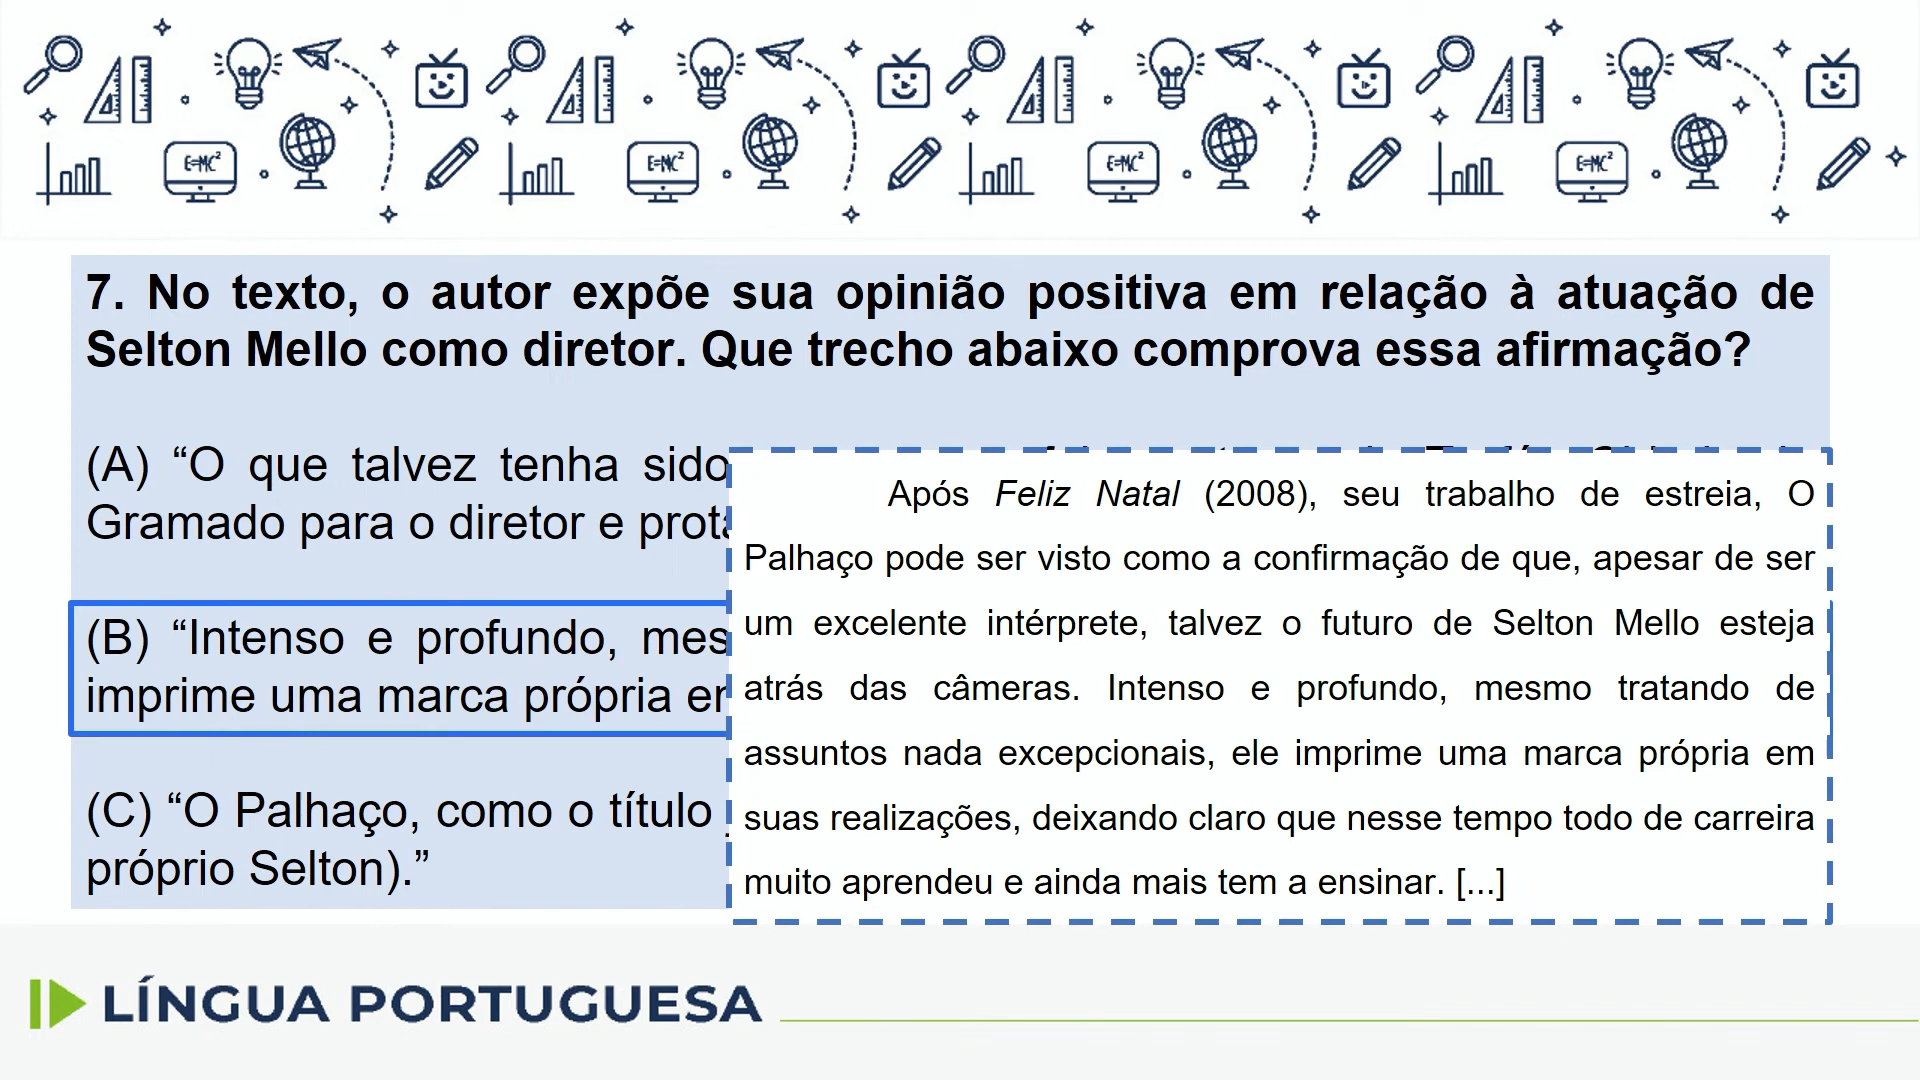 E=MC²
E=MC²
E=MC²
E=MC²
7. No texto, o autor expõe sua opinião positiva em relação à atuação de
Selton Mello como diretor. Que trecho abaixo comprova essa afirmação?
(A) “O que talvez tenha sido
Gramado para o diretor e
(B) “Intenso e profundo,
imprime uma marca própria
(C) “O Palhaço, como o título
próprio Selton).”
Após Feliz Natal (2008), seu trabalho de estreia, O
Palhaço pode ser visto como a confirmação de que, apesar de ser
um excelente intérprete, talvez o futuro de Selton Mello esteja
atrás das câmeras. Intenso e profundo, mesmo tratando de
assuntos nada excepcionais, ele imprime uma marca própria em
suas realizações, deixando claro que nesse tempo todo de carreira
muito aprendeu e ainda mais tem a ensinar. [...]
LÍNGUA PORTUGUESA